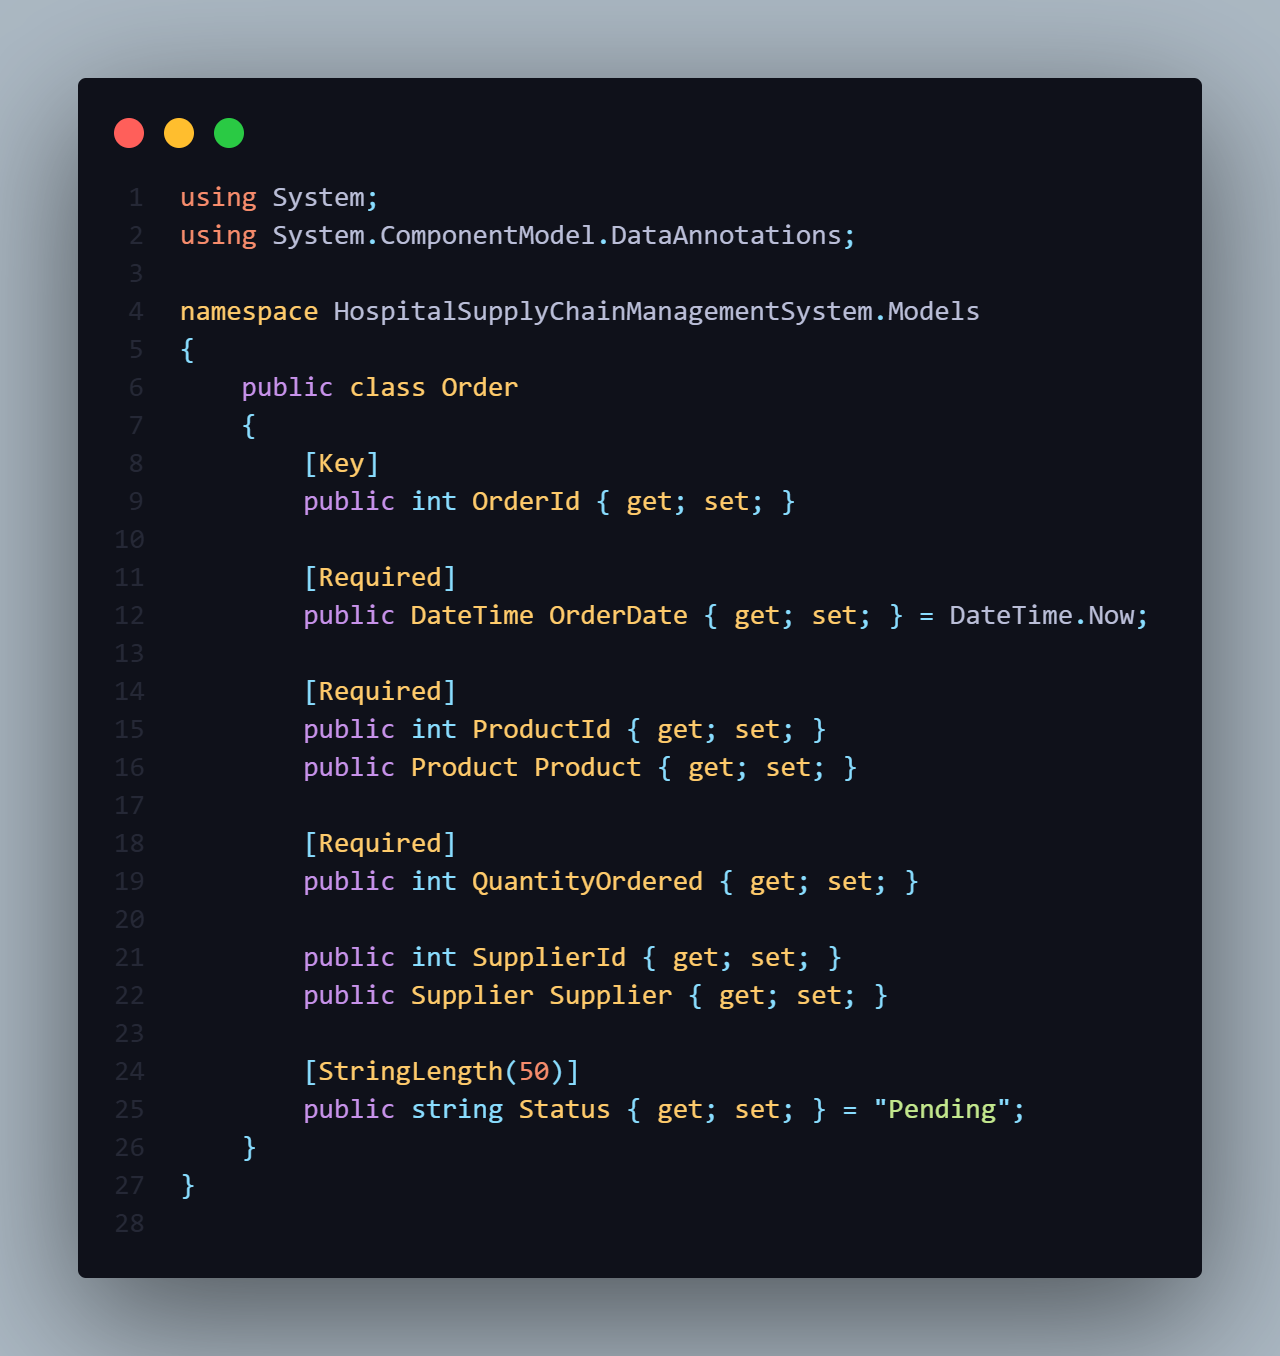 1 using System;
2 using System.ComponentModel.DataAnnotations;
3
4 namespace HospitalSupplyChainManagementSystem.Models
5 {
6     public class Order
7     {
8         [Key]
9         public int OrderId { get; set; }
10
11         [Required]
12         public DateTime OrderDate { get; set; } = DateTime.Now;
13
14         [Required]
15         public int ProductId { get; set; }
16         public Product Product { get; set; }
17
18         [Required]
19         public int QuantityOrdered { get; set; }
20
21         public int SupplierId { get; set; }
22         public Supplier Supplier { get; set; }
23
24         [StringLength(50)]
25         public string Status { get; set; } = "Pending";
26     }
27 }
28